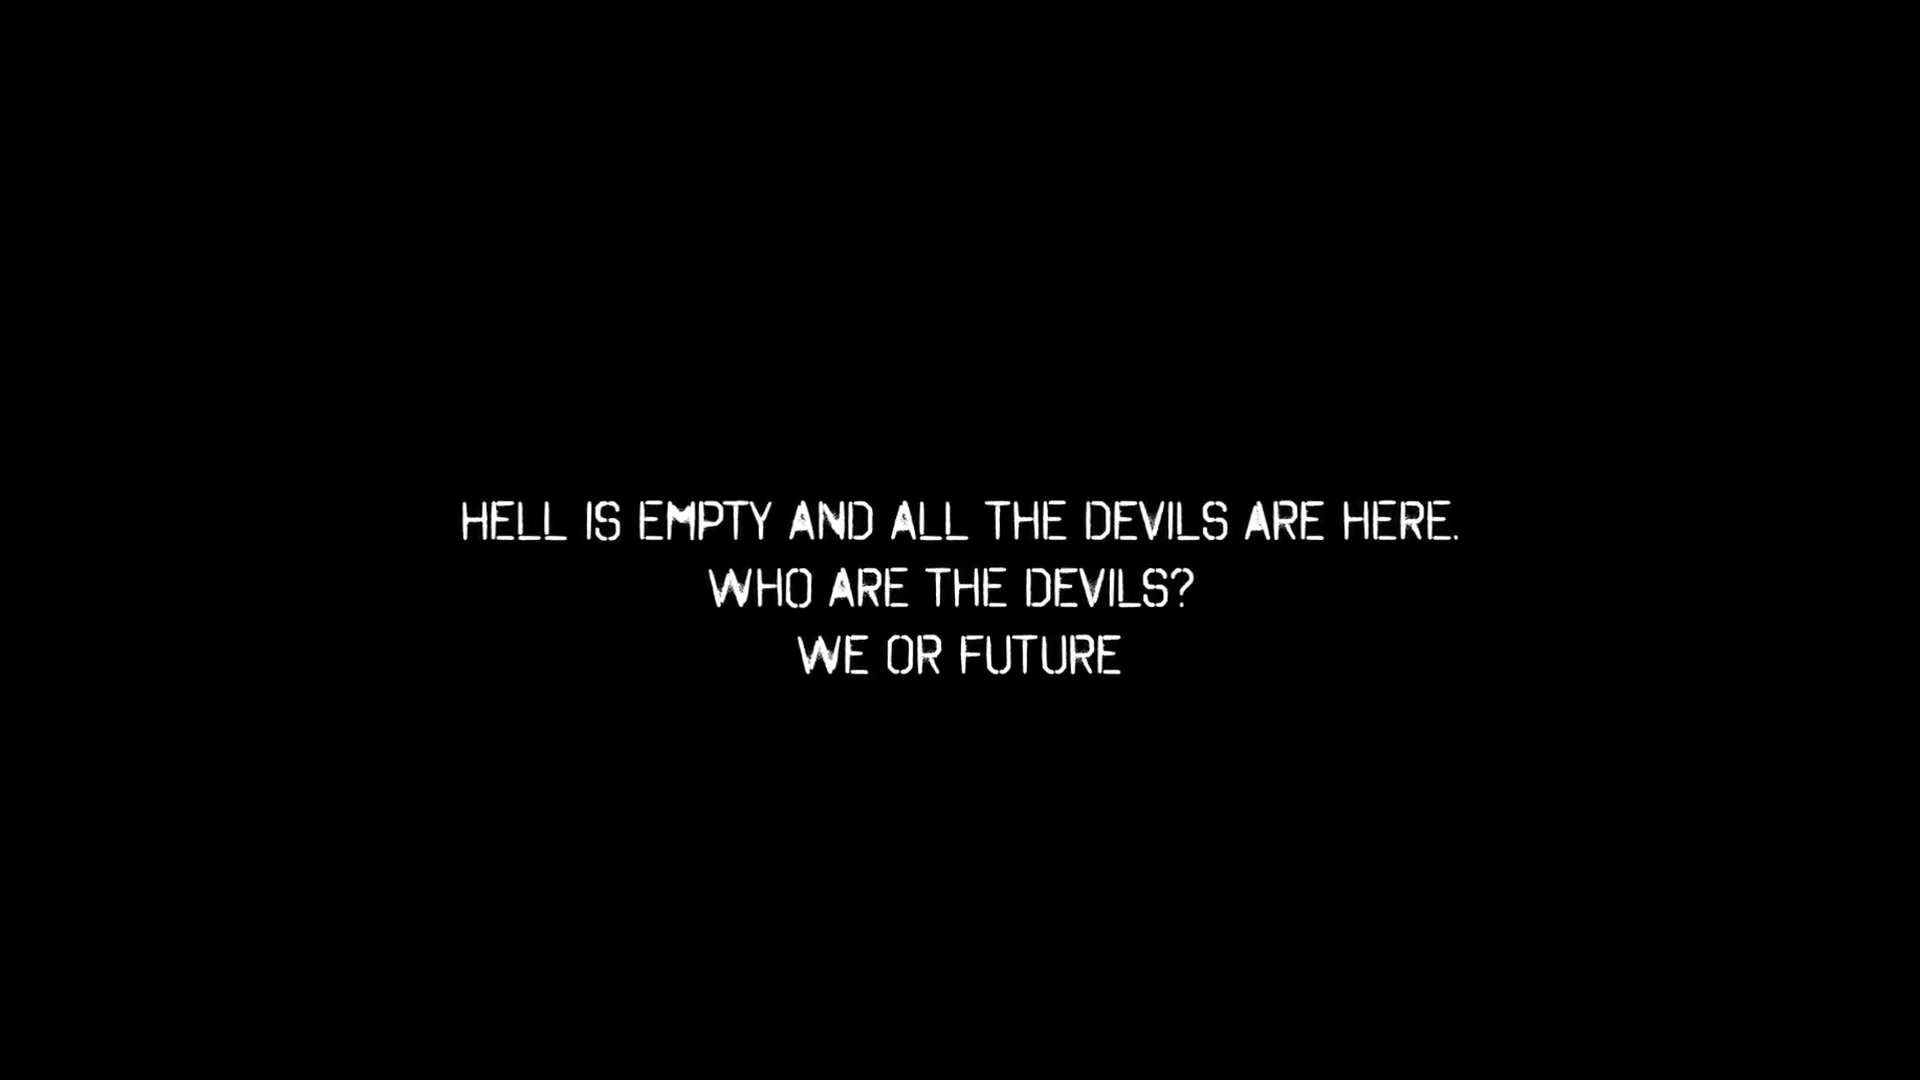 HELL IS EMPTY AND ALL THE DEVILS ARE HERE.
WHO ARE THE DEVILS?
WE OR FUTURE